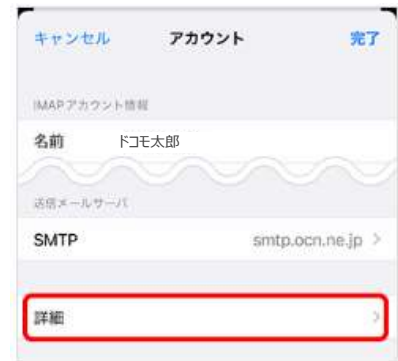 キャンセル アカウント 完了
IMAPアカウント情報
名前 ドコモ太郎
送信メールサーバ
SMTP smtp.ocn.ne.jp >
詳細 >